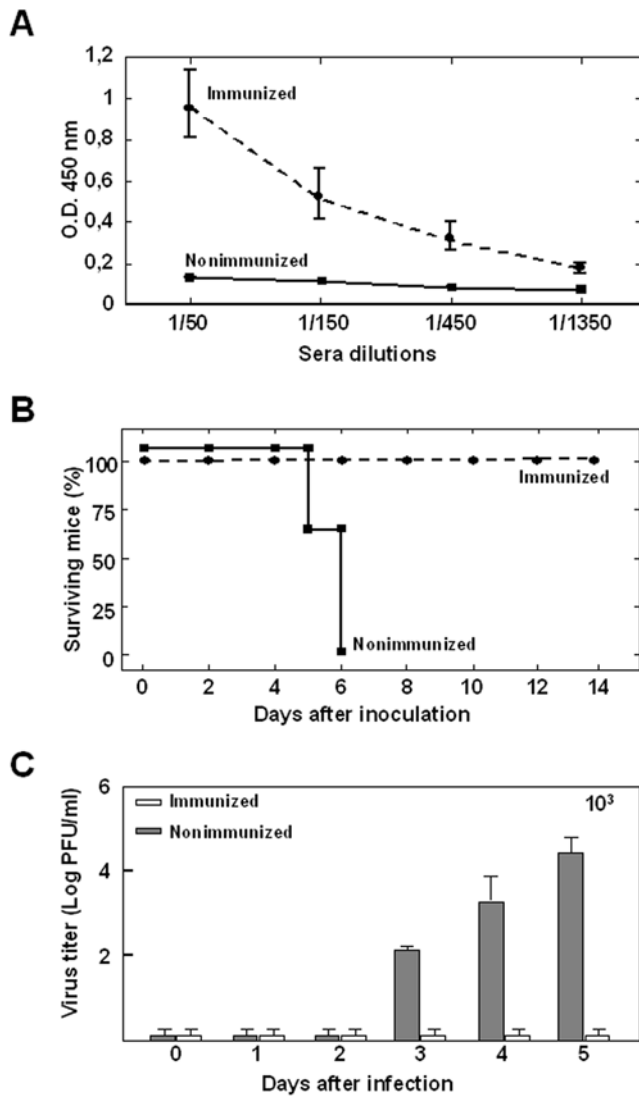 A
1,2
1
0,8
0,6
0,4
0,2
0
O.D. 450 nm
Immunized
Nonimmunized
1/50 1/150 1/450 1/1350
Sera dilutions
B
100
75
50
25
0
Surviving mice (%)
Immunized
Nonimmunized
0 2 4 6 8 10 12 14
Days after inoculation
C
6
4
2
Virus titer (Log PFU/ml)
Immunized
Nonimmunized
10³
0 1 2 3 4 5
Days after infection